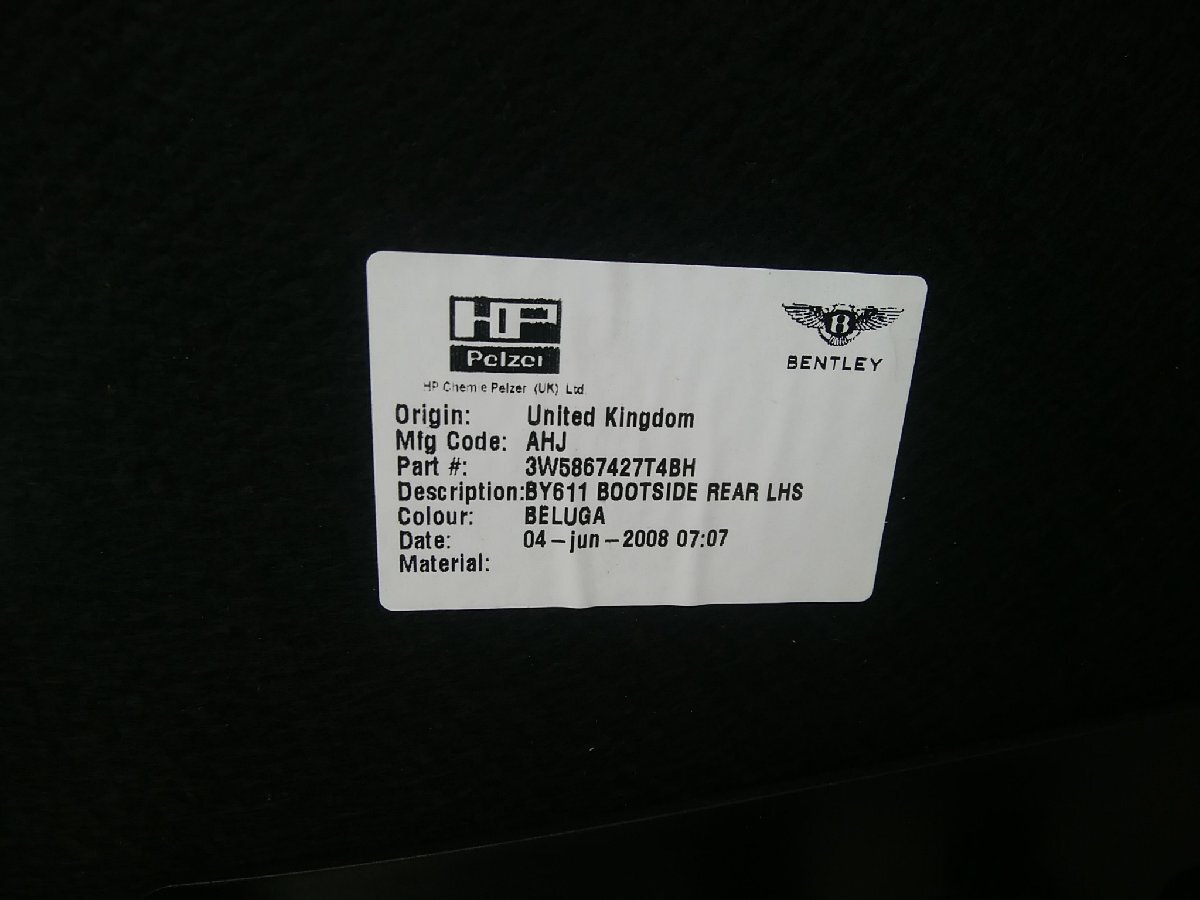 HP
Pelzer
HP Chemie Pelzer (UK) Ltd.
B
BENTLEY
Origin: United Kingdom
Mfg Code: AHJ
Part #: 3W5867427T4BH
Description:BY611 BOOTSIDE REAR LHS
Colour: BELUGA
Date: 04-jun-2008 07:07
Material: